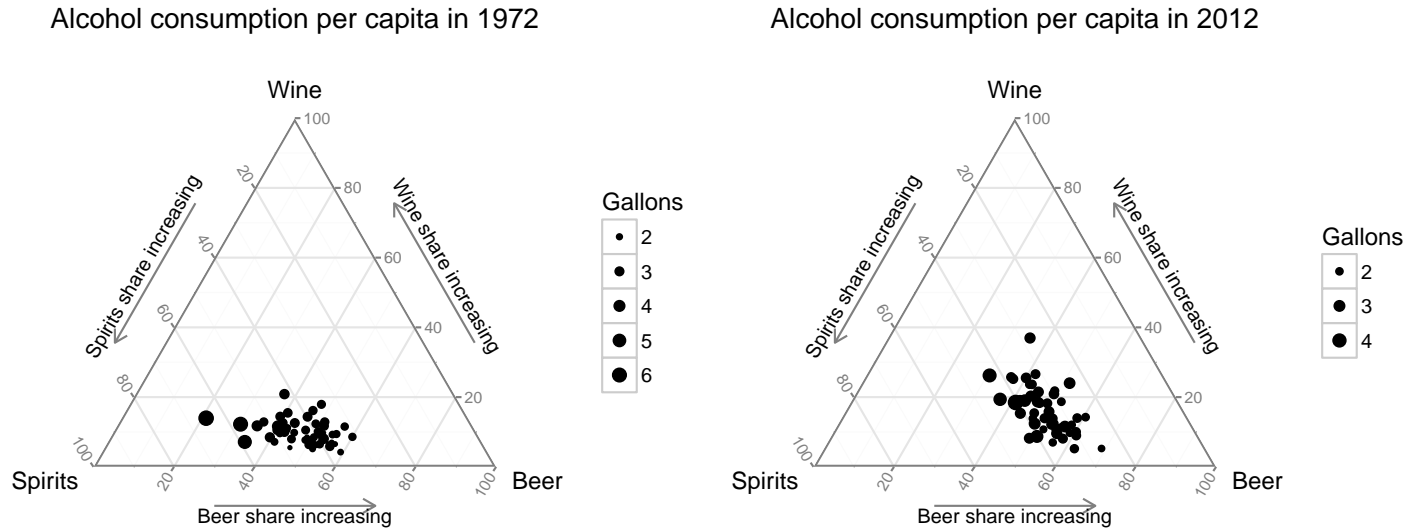 Alcohol consumption per capita in 1972
Wine
100
80
60
40
20
20
40
60
80
100
20
40
60
80
100
Spirits share increasing
Wine share increasing
Beer share increasing
Spirits
Beer
Gallons
2
3
4
5
6
Alcohol consumption per capita in 2012
Wine
100
80
60
40
20
20
40
60
80
100
20
40
60
80
100
Spirits share increasing
Wine share increasing
Beer share increasing
Spirits
Beer
Gallons
2
3
4